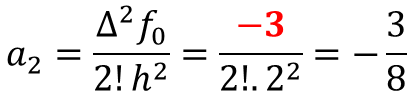 a₂ = Δ²f₀ / 2! h² = −3 / 2!. 2² = − 3/8